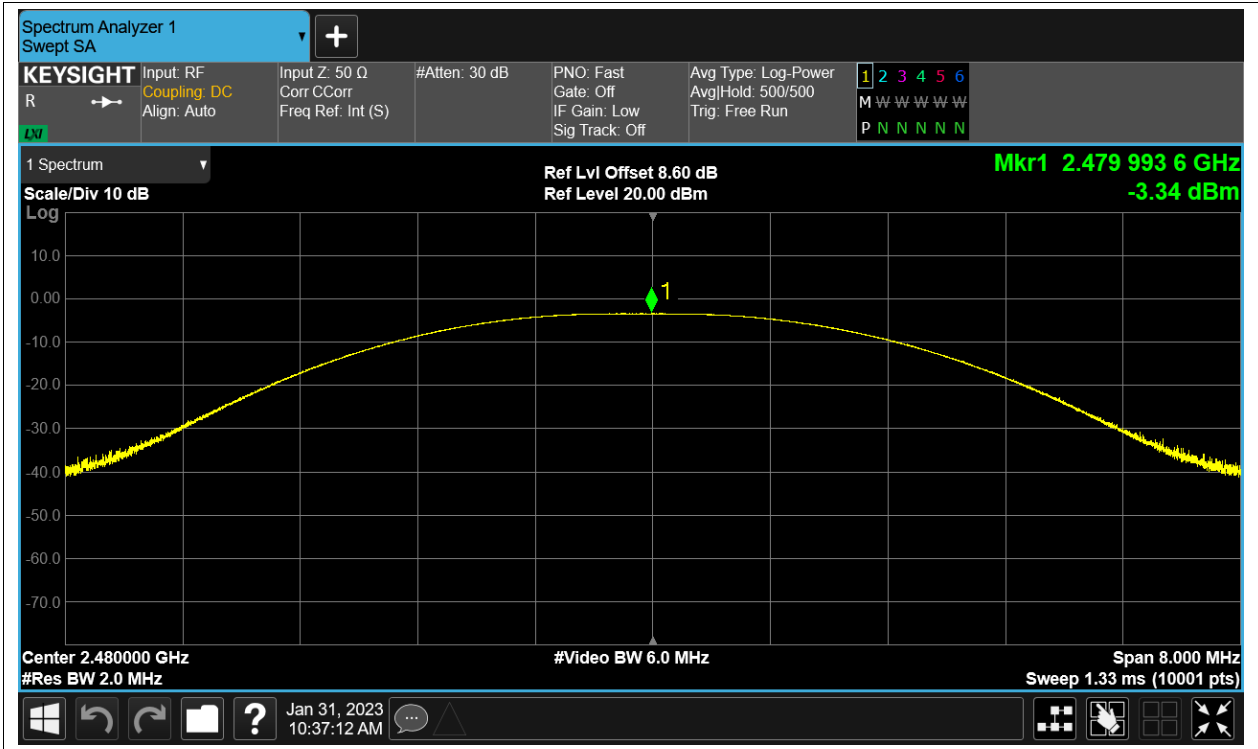 Spectrum Analyzer 1
Swept SA
KEYSIGHT Input: RF Input Z: 50 Ω #Atten: 30 dB PNO: Fast Avg Type: Log-Power 1 2 3 4 5 6
R Coupling: DC Corr CCorr Gate: Off Avg|Hold: 500/500 M W W W W W
Align: Auto Freq Ref: Int (S) IF Gain: Low Trig: Free Run
LXI Sig Track: Off P N N N N N
1 Spectrum Ref Lvl Offset 8.60 dB Mkr1 2.479 993 6 GHz
Scale/Div 10 dB Ref Level 20.00 dBm -3.34 dBm
Log
10.0
0.00
1
-10.0
-20.0
-30.0
-40.0
-50.0
-60.0
-70.0
Center 2.480000 GHz #Video BW 6.0 MHz Span 8.000 MHz
#Res BW 2.0 MHz Sweep 1.33 ms (10001 pts)
? Jan 31, 2023
10:37:12 AM